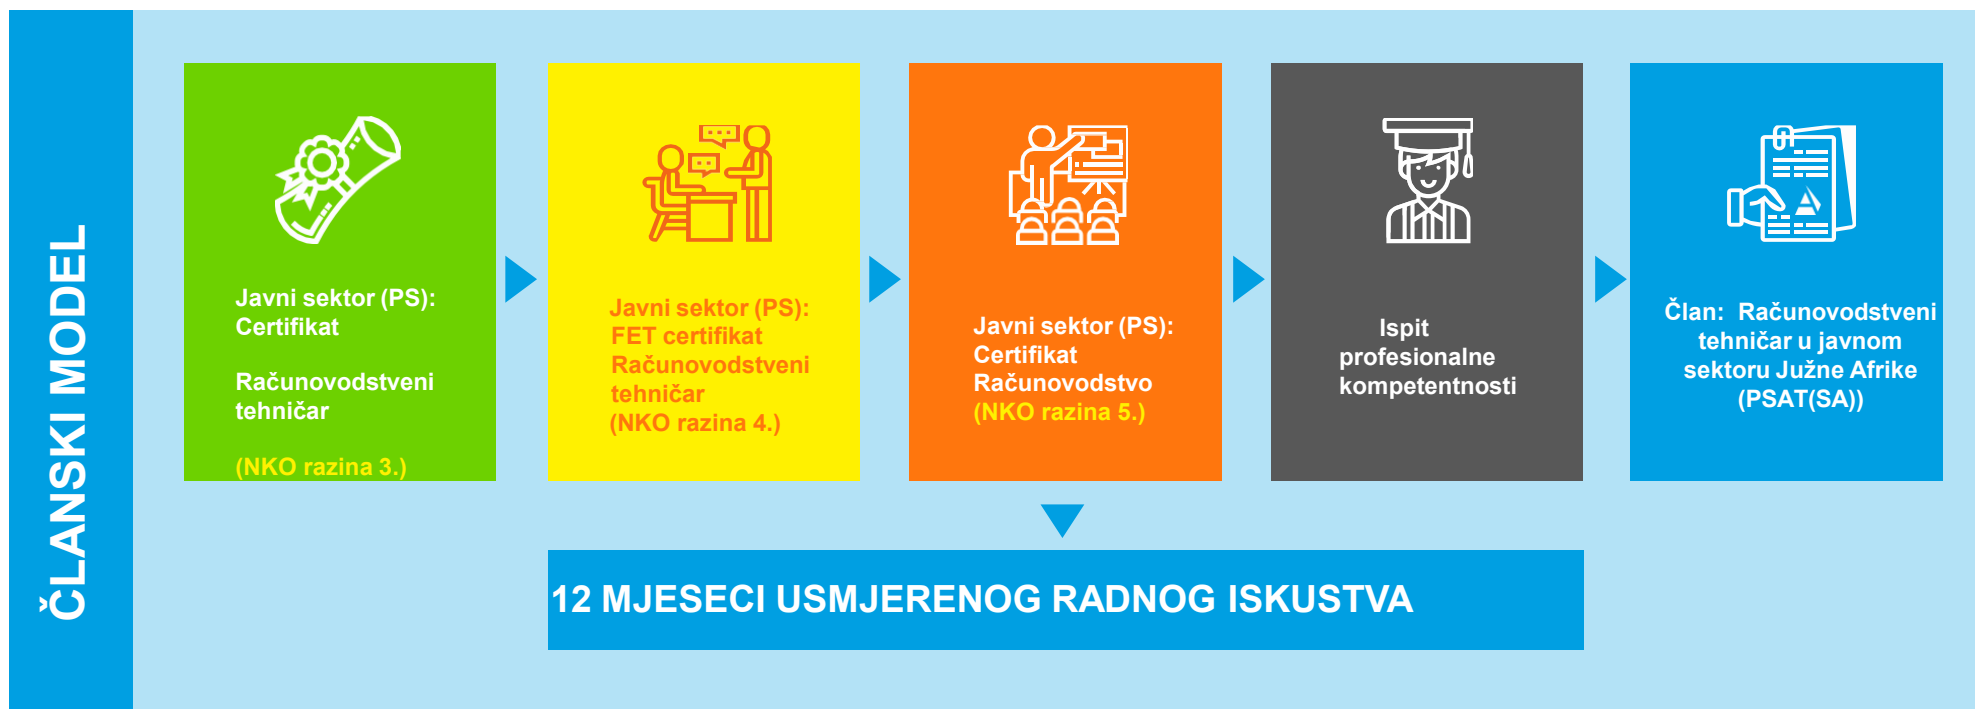 ČLANSKI MODEL
Javni sektor (PS):
Certifikat
Računovodstveni
tehničar
(NKO razina 3.)
Javni sektor (PS):
FET certifikat
Računovodstveni
tehničar
(NKO razina 4.)
Javni sektor (PS):
Certifikat
Računovodstvo
(NKO razina 5.)
Ispit
profesionalne
kompetentnosti
Član: Računovodstveni
tehničar u javnom
sektoru Južne Afrike
(PSAT(SA))
12 MJESECI USMJERENOG RADNOG ISKUSTVA